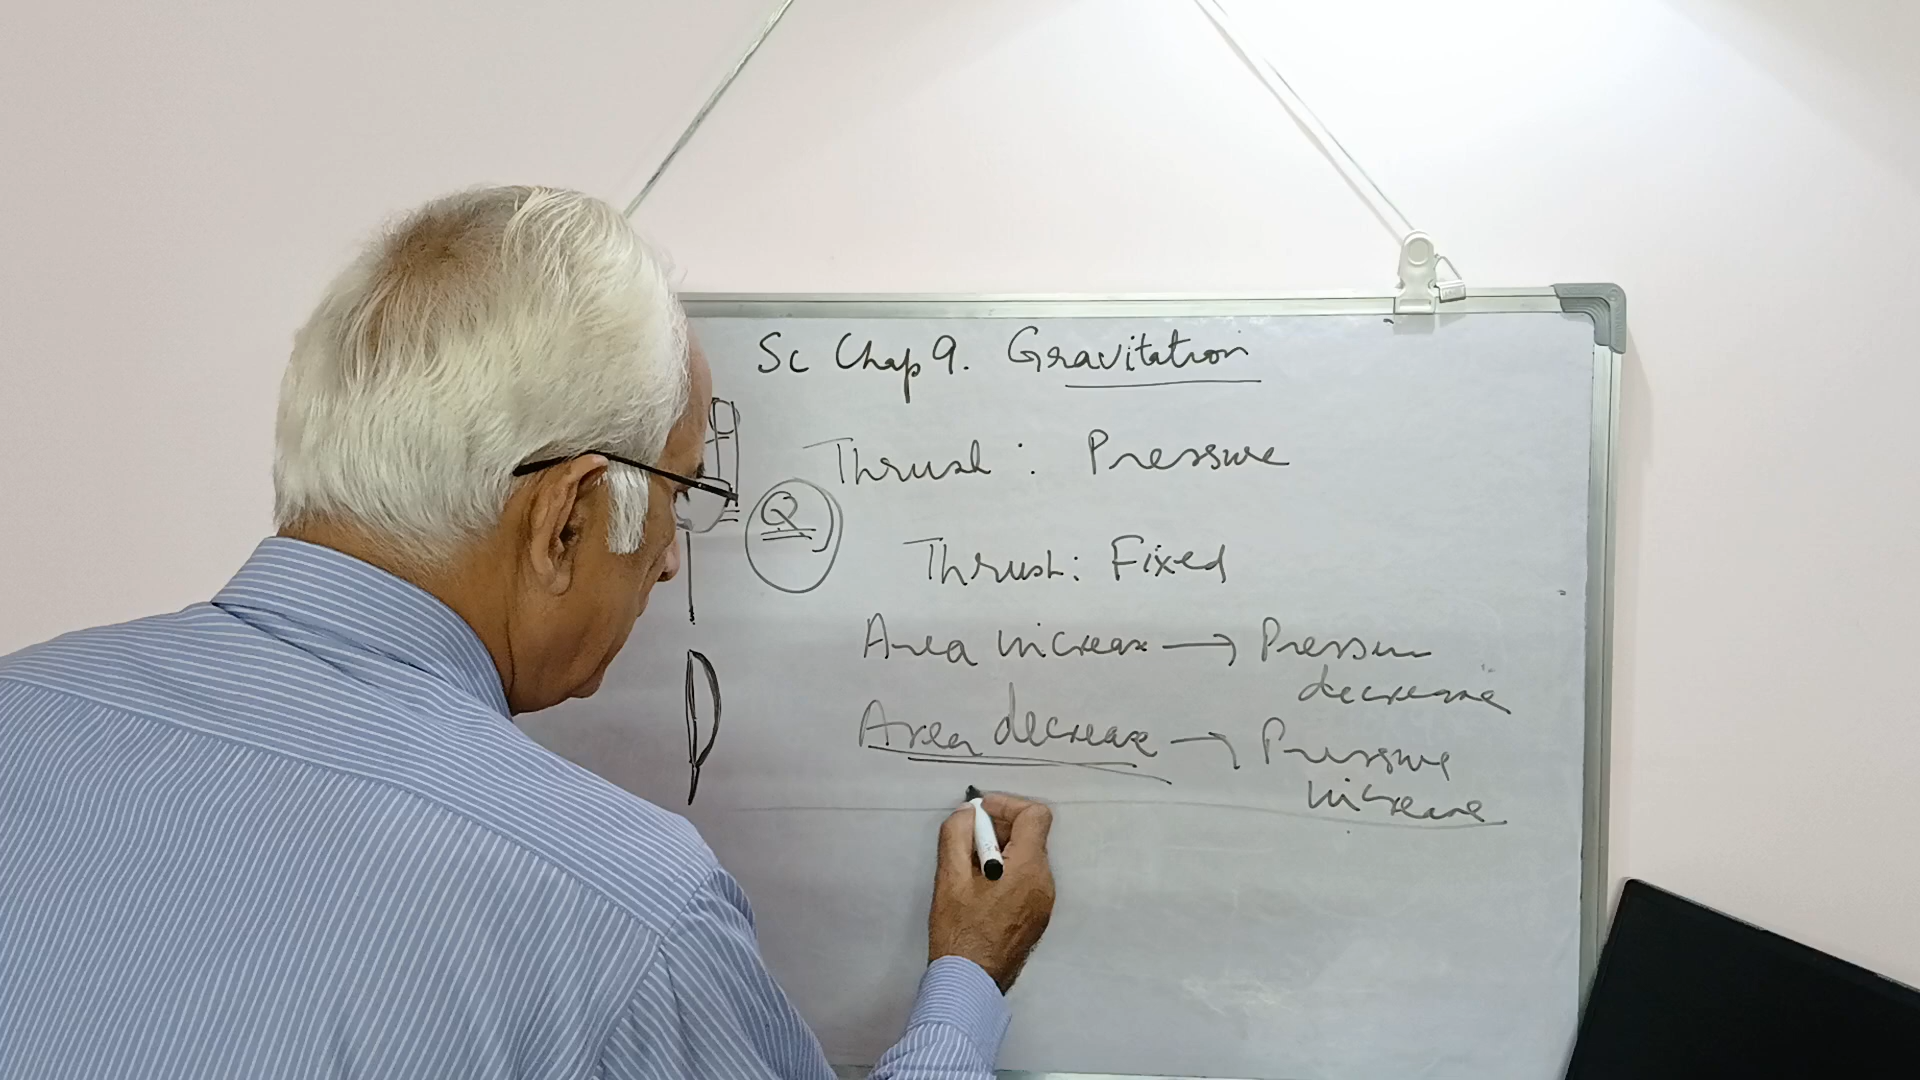 Sc Chap 9. Gravitation
Thrust : Pressure
Q
Thrust : Fixed
Area increase → Pressure
decrease
Area decrease → Pressure
increase